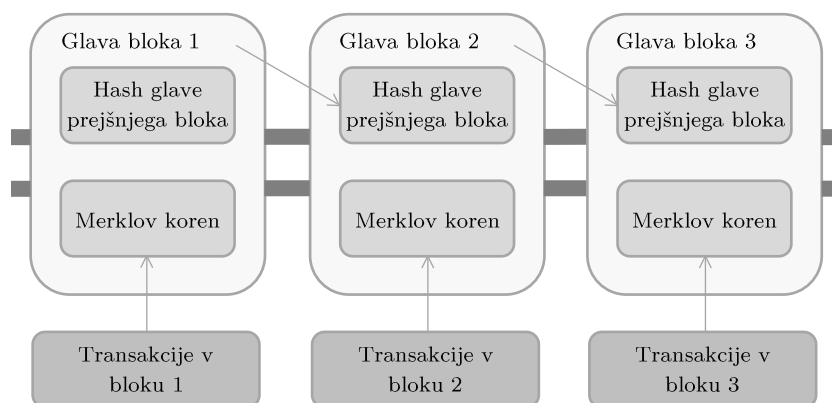 Glava bloka 1
Hash glave
prejšnjega bloka
Merklov koren
Transakcije v
bloku 1
Glava bloka 2
Hash glave
prejšnjega bloka
Merklov koren
Transakcije v
bloku 2
Glava bloka 3
Hash glave
prejšnjega bloka
Merklov koren
Transakcije v
bloku 3